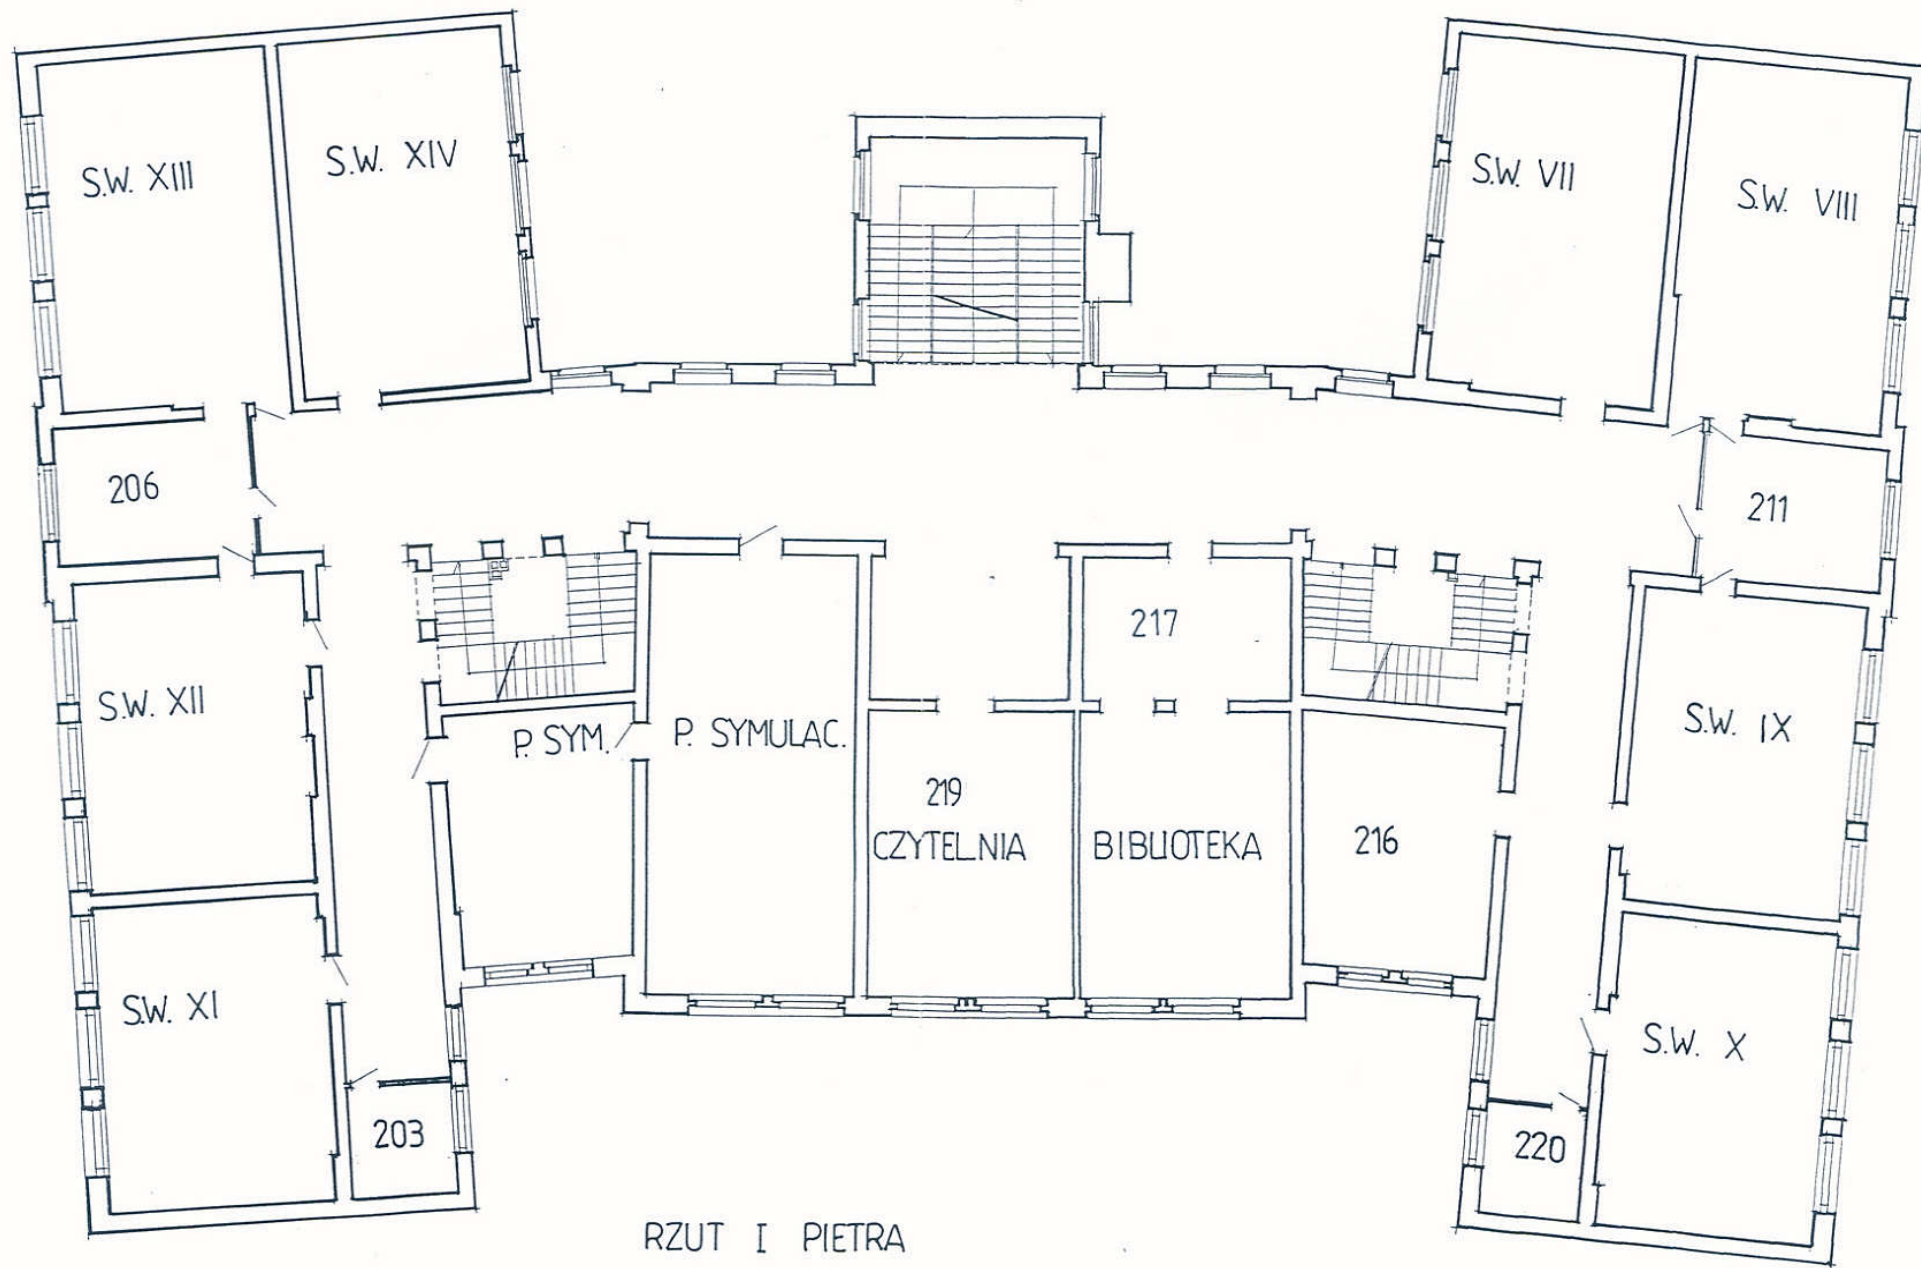 S.W. XIII
S.W. XIV
S.W. VII
S.W. VIII
206
211
217
S.W. XII
P. SYM.
P. SYMULAC.
S.W. IX
219
CZYTELNIA
BIBLIOTEKA
216
S.W. XI
S.W. X
203
220
RZUT I PIETRA